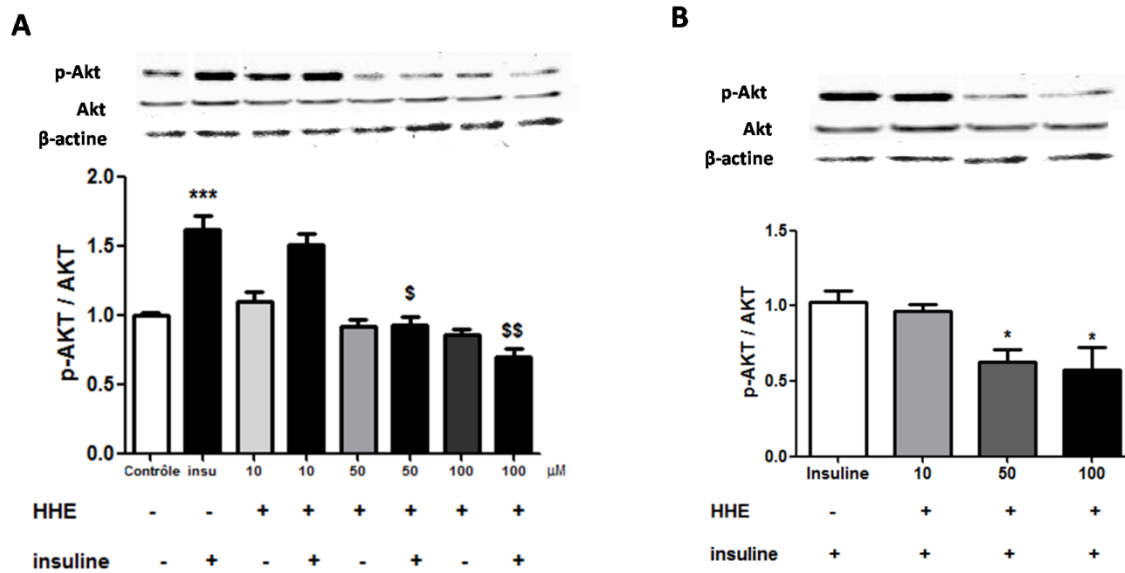 A
p-Akt
Akt
β-actine
2.0
1.5
1.0
0.5
0.0
p-AKT / AKT
***
$
$$
Contrôle insu 10 10 50 50 100 100 µM
HHE - - + + + + + +
insuline - + - + - + - +
B
p-Akt
Akt
β-actine
1.5
1.0
0.5
0.0
p-AKT / AKT
* *
Insuline 10 50 100
HHE - + + +
insuline + + + +